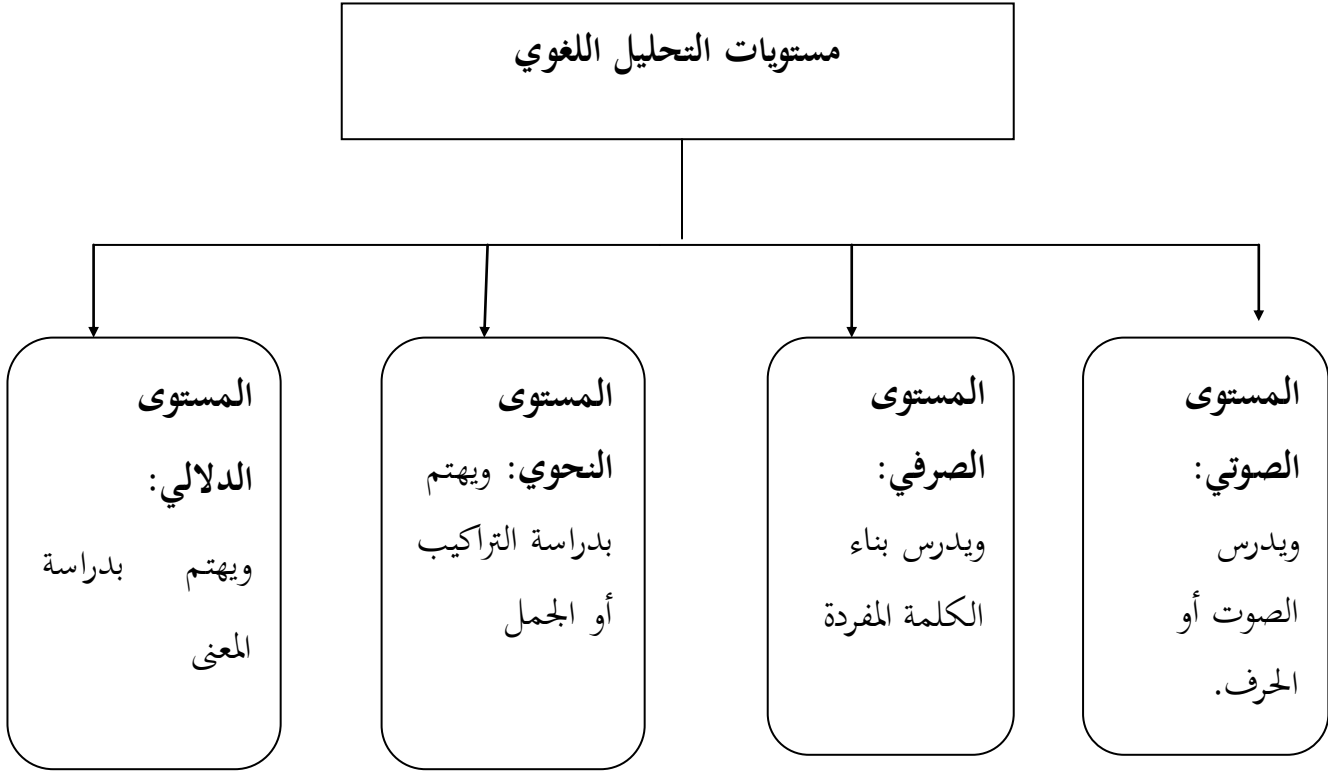 مستويات التحليل اللغوي
المستوى
الصوتي:
ويدرس
الصوت أو
الحرف.
المستوى
الصرفي:
ويدرس بناء
الكلمة المفردة
المستوى
النحوي: ويهتم
بدراسة التراكيب
أو الجمل
المستوى
الدلالي:
ويهتم بدراسة
المعنى